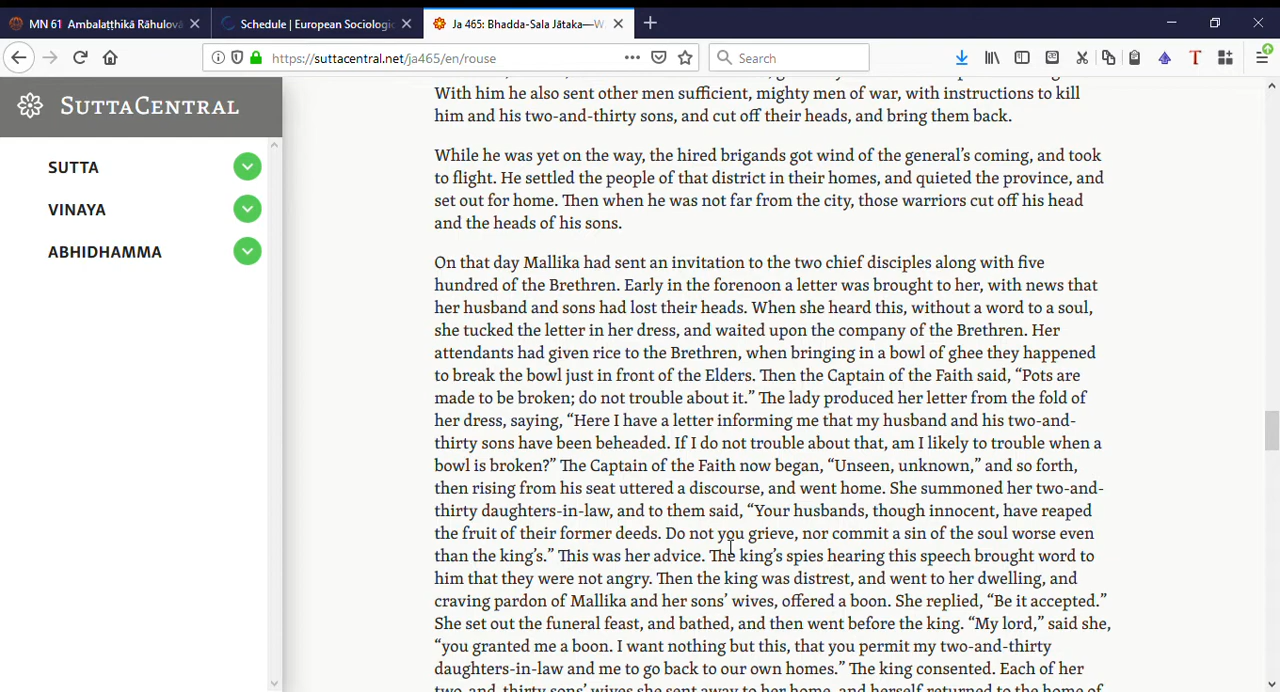 MN 61 Ambalaṭṭhikā Rāhulov
Schedule | European Sociologi
Ja 465: Bhadda-Sala Jātaka—W
https://suttacentral.net/ja465/en/rouse
Search
SuttaCentral
SUTTA
VINAYA
ABHIDHAMMA
With him he also sent other men sufficient, mighty men of war, with instructions to kill
him and his two-and-thirty sons, and cut off their heads, and bring them back.
While he was yet on the way, the hired brigands got wind of the general’s coming, and took
to flight. He settled the people of that district in their homes, and quieted the province, and
set out for home. Then when he was not far from the city, those warriors cut off his head
and the heads of his sons.
On that day Mallika had sent an invitation to the two chief disciples along with five
hundred of the Brethren. Early in the forenoon a letter was brought to her, with news that
her husband and sons had lost their heads. When she heard this, without a word to a soul,
she tucked the letter in her dress, and waited upon the company of the Brethren. Her
attendants had given rice to the Brethren, when bringing in a bowl of ghee they happened
to break the bowl just in front of the Elders. Then the Captain of the Faith said, “Pots are
made to be broken; do not trouble about it.” The lady produced her letter from the fold of
her dress, saying, “Here I have a letter informing me that my husband and his two-and-
thirty sons have been beheaded. If I do not trouble about that, am I likely to trouble when a
bowl is broken?” The Captain of the Faith now began, “Unseen, unknown,” and so forth,
then rising from his seat uttered a discourse, and went home. She summoned her two-and-
thirty daughters-in-law, and to them said, “Your husbands, though innocent, have reaped
the fruit of their former deeds. Do not you grieve, nor commit a sin of the soul worse even
than the king’s.” This was her advice. The king’s spies hearing this speech brought word to
him that they were not angry. Then the king was distrest, and went to her dwelling, and
craving pardon of Mallika and her sons’ wives, offered a boon. She replied, “Be it accepted.”
She set out the funeral feast, and bathed, and then went before the king. “My lord,” said she,
“you granted me a boon. I want nothing but this, that you permit my two-and-thirty
daughters-in-law and me to go back to our own homes.” The king consented. Each of her
two-and-thirty sons’ wives she sent away to her home, and herself returned to the home of